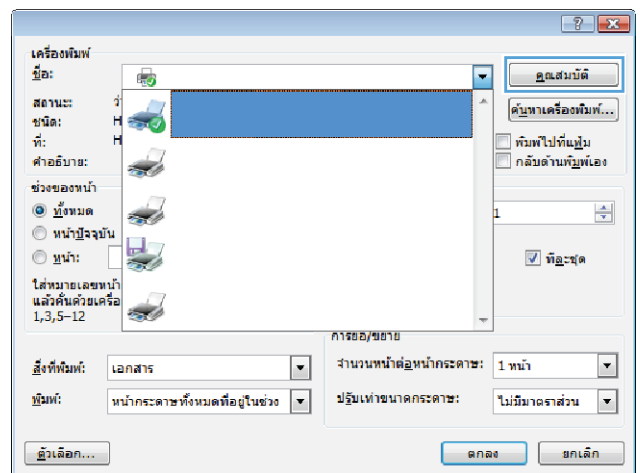 เครื่องพิมพ์
ชื่อ:
คุณสมบัติ
สถานะ: ว่
ค้นหาเครื่องพิมพ์...
ชนิด: H
ที่: H
พิมพ์ไปที่แฟ้ม
คำอธิบาย:
กลับด้านพิมพ์เอง
ช่วงของหน้า
ทั้งหมด
1
หน้าปัจจุบัน
หน้า:
ทีละชุด
ใส่หมายเลขหน้า
แล้วคั่นด้วยเครื่อ
1,3,5–12
การย่อ/ขยาย
สิ่งที่พิมพ์: เอกสาร
จำนวนหน้าต่อหน้ากระดาษ: 1 หน้า
พิมพ์: หน้ากระดาษทั้งหมดที่อยู่ในช่วง
ปรับเท่าขนาดกระดาษ: ไม่มีมาตราส่วน
ตัวเลือก...
ตกลง
ยกเลิก